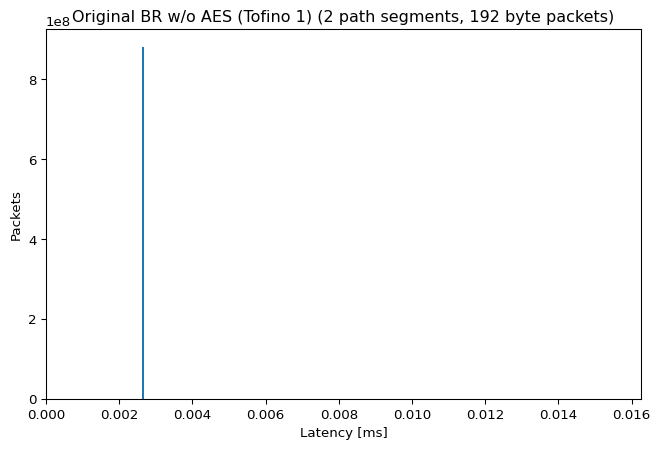 Original BR w/o AES (Tofino 1) (2 path segments, 192 byte packets)
1e8
8
6
4
2
0
Packets
0.000 0.002 0.004 0.006 0.008 0.010 0.012 0.014 0.016
Latency [ms]